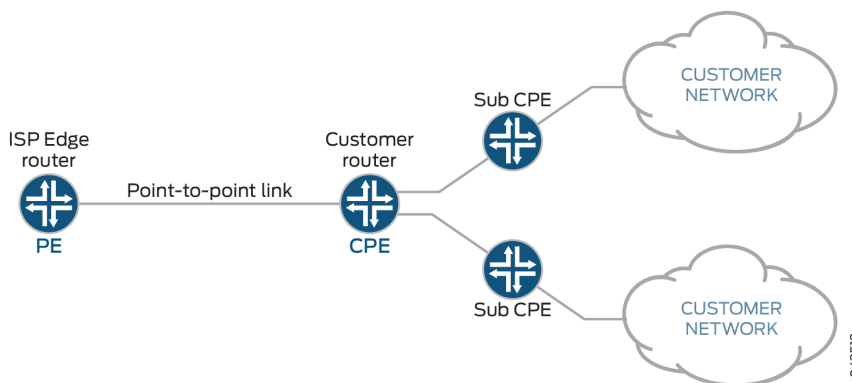 ISP Edge
router
Point-to-point link
PE
Customer
router
CPE
Sub CPE
CUSTOMER
NETWORK
Sub CPE
CUSTOMER
NETWORK